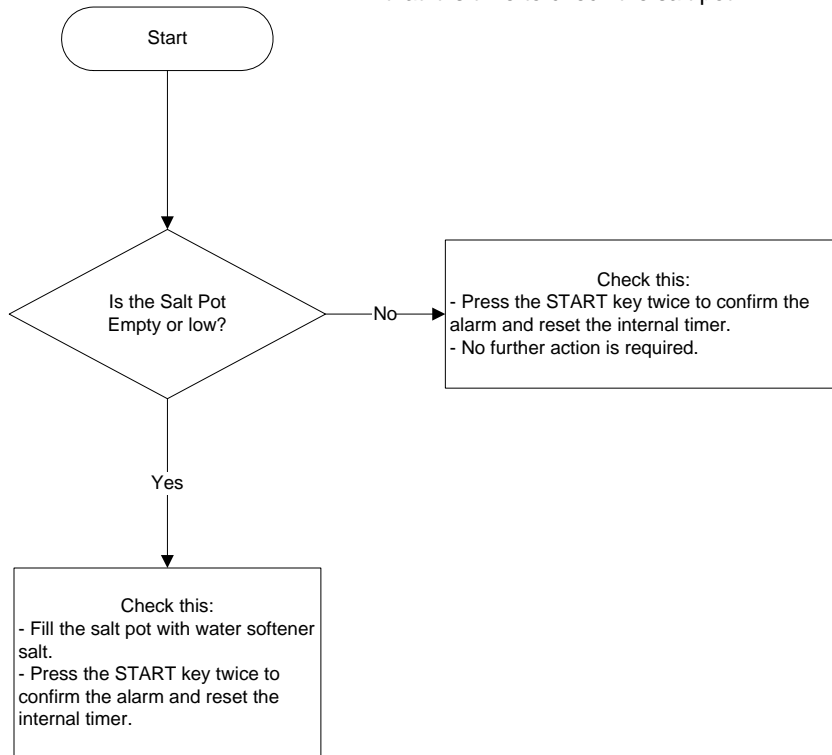 Start
Is the Salt Pot
Empty or low?
No
Check this:
- Press the START key twice to confirm the
alarm and reset the internal timer.
- No further action is required.
Yes
Check this:
- Fill the salt pot with water softener
salt.
- Press the START key twice to
confirm the alarm and reset the
internal timer.